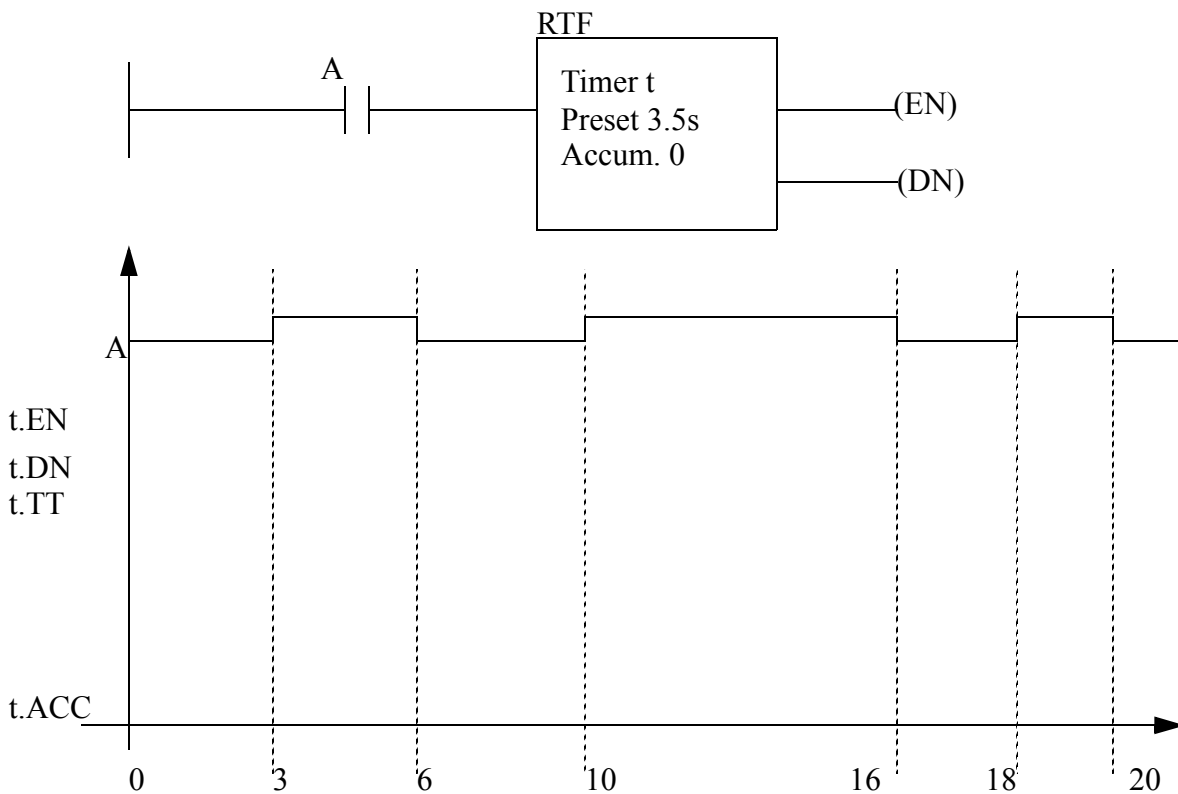 RTF
A
Timer t
Preset 3.5s
Accum. 0
(EN)
(DN)
A
t.EN
t.DN
t.TT
t.ACC
0 3 6 10 16 18 20